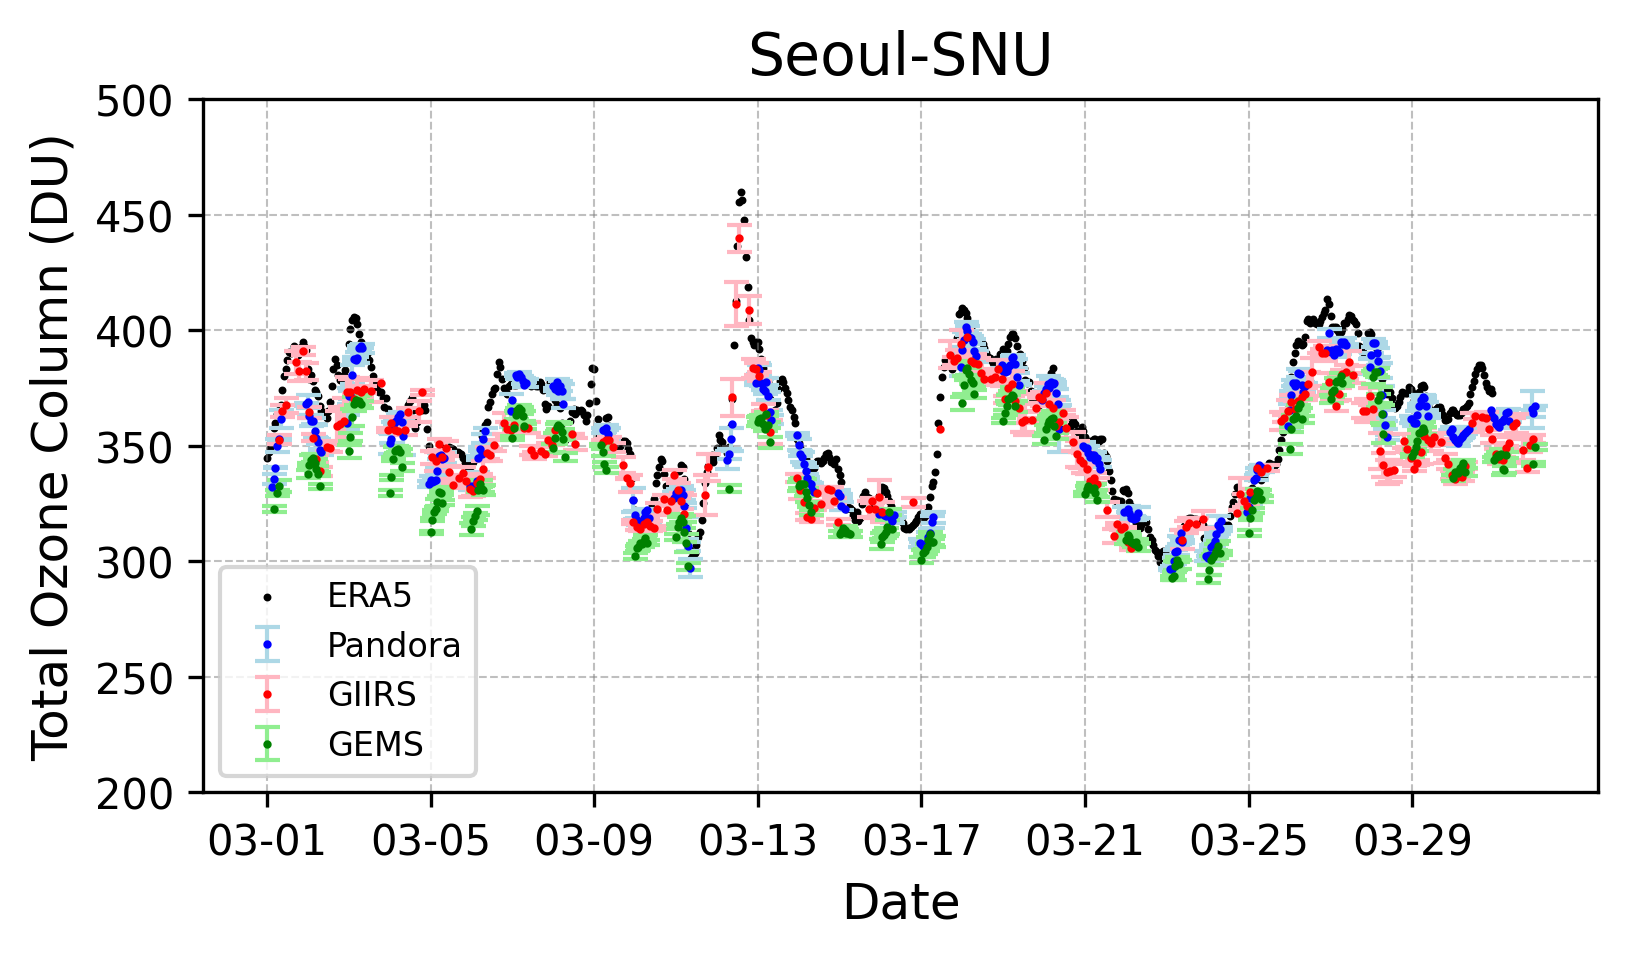 Seoul-SNU
Total Ozone Column (DU)
500
450
400
350
300
250
200
ERA5
Pandora
GIIRS
GEMS
03-01 03-05 03-09 03-13 03-17 03-21 03-25 03-29
Date